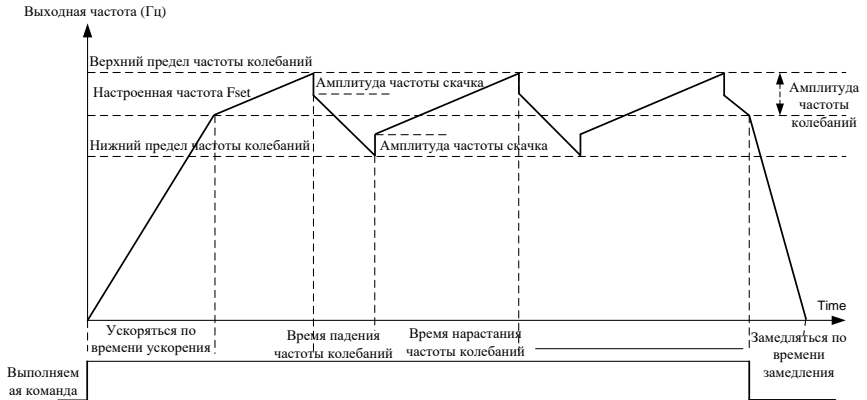 Выходная частота (Гц)
Верхний предел частоты колебаний
Амплитуда частоты скачка
Настроенная частота Fset
Амплитуда
частоты
колебаний
Нижний предел частоты колебаний
Амплитуда частоты скачка
Time
Ускоряться по
времени ускорения
Время падения
частоты колебаний
Время нарастания
частоты колебаний
Замедляться по
времени
замедления
Выполняем
ая команда